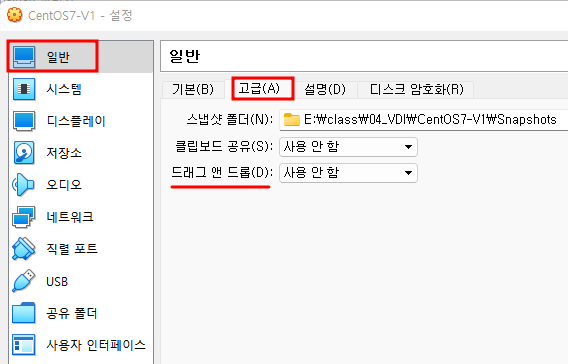 CentOS7-V1 - 설정
일반
시스템
디스플레이
저장소
오디오
네트워크
직렬 포트
USB
공유 폴더
사용자 인터페이스
일반
기본(B) 고급(A) 설명(D) 디스크 암호화(R)
스냅샷 폴더(N): E:₩class₩04_VDI₩CentOS7-V1₩Snapshots
클립보드 공유(S): 사용 안 함
드래그 앤 드롭(D): 사용 안 함